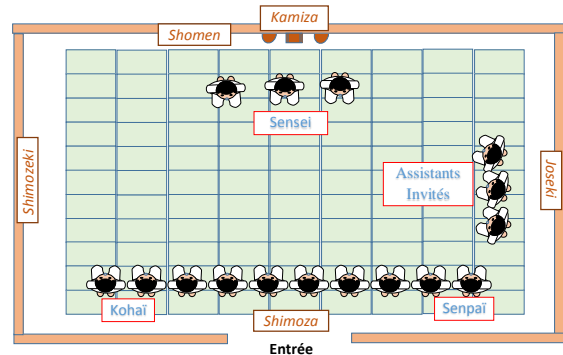 Kamiza
Shomen
Sensei
Shimozeki
Assistants
Invités
Joseki
Kohaï
Senpaï
Shimoza
Entrée